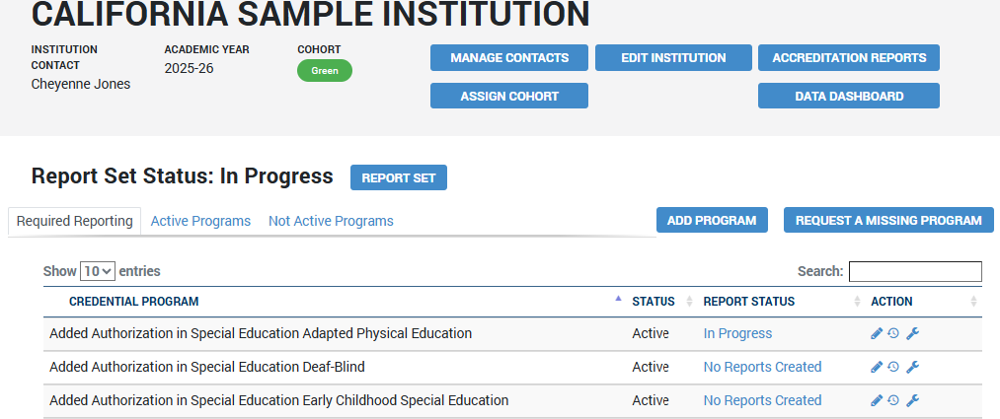 CALIFORNIA SAMPLE INSTITUTION
INSTITUTION CONTACT
Cheyenne Jones
ACADEMIC YEAR
2025-26
COHORT
Green
MANAGE CONTACTS
EDIT INSTITUTION
ACCREDITATION REPORTS
ASSIGN COHORT
DATA DASHBOARD
Report Set Status: In Progress
REPORT SET
Required Reporting
Active Programs
Not Active Programs
ADD PROGRAM
REQUEST A MISSING PROGRAM
Show 10 entries
Search:
CREDENTIAL PROGRAM STATUS REPORT STATUS ACTION
Added Authorization in Special Education Adapted Physical Education Active In Progress
Added Authorization in Special Education Deaf-Blind Active No Reports Created
Added Authorization in Special Education Early Childhood Special Education Active No Reports Created